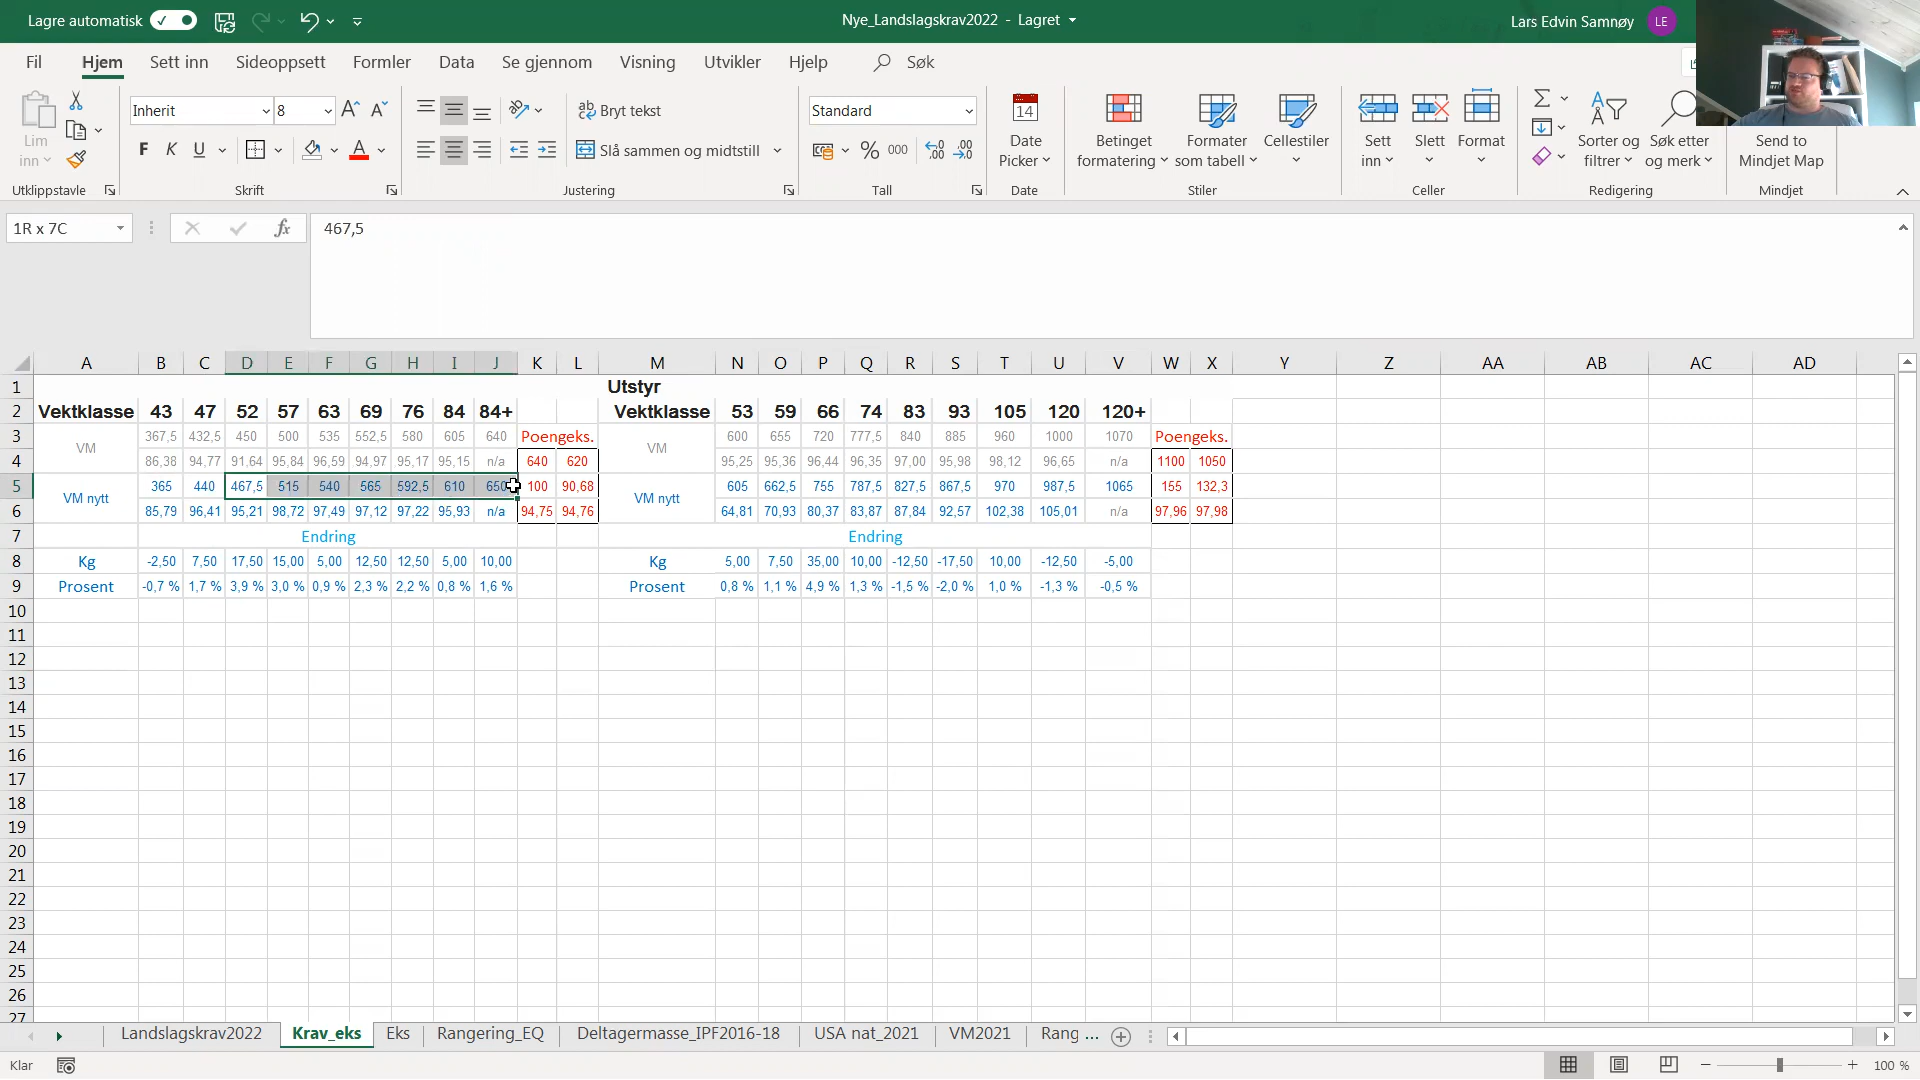 Lagre automatisk
Nye_Landslagskrav2022 - Lagret
Lars Edvin Samnøy LE
Fil Hjem Sett inn Sideoppsett Formler Data Se gjennom Visning Utvikler Hjelp Søk
Lim inn
Inherit 8
F K U
Bryt tekst
Slå sammen og midtstill
Standard
% 000
14
Date Picker
Betinget formatering
Formater som tabell
Cellestiler
Sett inn
Slett
Format
Sorter og filtrer
Søk etter og merk
Send to Mindjet Map
Utklippstavle Skrift Justering Tall Date Stiler Celler Redigering Mindjet
1R x 7C fx 467,5
A B C D E F G H I J K L M N O P Q R S T U V W X Y Z AA AB AC AD
1 Utstyr
2 Vektklasse 43 47 52 57 63 69 76 84 84+ Vektklasse 53 59 66 74 83 93 105 120 120+
3 VM 367,5 432,5 450 500 535 552,5 580 605 640 Poengeks. VM 600 655 720 777,5 840 885 960 1000 1070 Poengeks.
4 86,38 94,77 91,64 95,84 96,59 94,97 95,17 95,15 n/a 640 620 95,25 95,36 96,44 96,35 97,00 95,98 98,12 96,65 n/a 1100 1050
5 VM nytt 365 440 467,5 515 540 565 592,5 610 650 100 90,68 VM nytt 605 662,5 755 787,5 827,5 867,5 970 987,5 1065 155 132,3
6 85,79 96,41 95,21 98,72 97,49 97,12 97,22 95,93 n/a 94,75 94,76 64,81 70,93 80,37 83,87 87,84 92,57 102,38 105,01 n/a 97,96 97,98
7 Endring Endring
8 Kg -2,50 7,50 17,50 15,00 5,00 12,50 12,50 5,00 10,00 Kg 5,00 7,50 35,00 10,00 -12,50 -17,50 10,00 -12,50 -5,00
9 Prosent -0,7 % 1,7 % 3,9 % 3,0 % 0,9 % 2,3 % 2,2 % 0,8 % 1,6 % Prosent 0,8 % 1,1 % 4,9 % 1,3 % -1,5 % -2,0 % 1,0 % -1,3 % -0,5 %
10
11
12
13
14
15
16
17
18
19
20
21
22
23
24
25
26
27
Landslagskrav2022 Krav_eks Eks Rangering_EQ Deltagermasse_IPF2016-18 USA nat_2021 VM2021 Rang ...
Klar 100 %